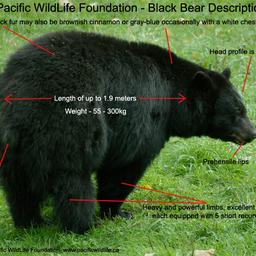 Pacific WildLife Foundation - Black Bear Descripti
ck fur may also be brownish cinnamon or gray-blue occasionally with a white ches
Head profile is
Length of up to 1.9 meters
Weight - 55 - 300kg
Prehensile lips
Heavy and powerful limbs, excellent
each equipped with 5 short recur
fic WildLife Foundation, www.pacificwildlife.ca